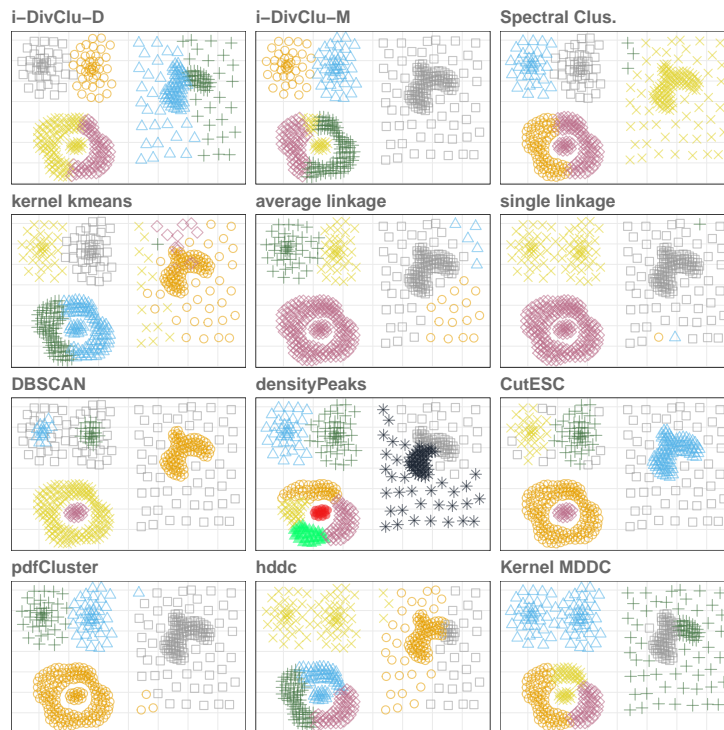 i−DivClu−D
i−DivClu−M
Spectral Clus.
kernel kmeans
average linkage
single linkage
DBSCAN
densityPeaks
CutESC
pdfCluster
hddc
Kernel MDDC